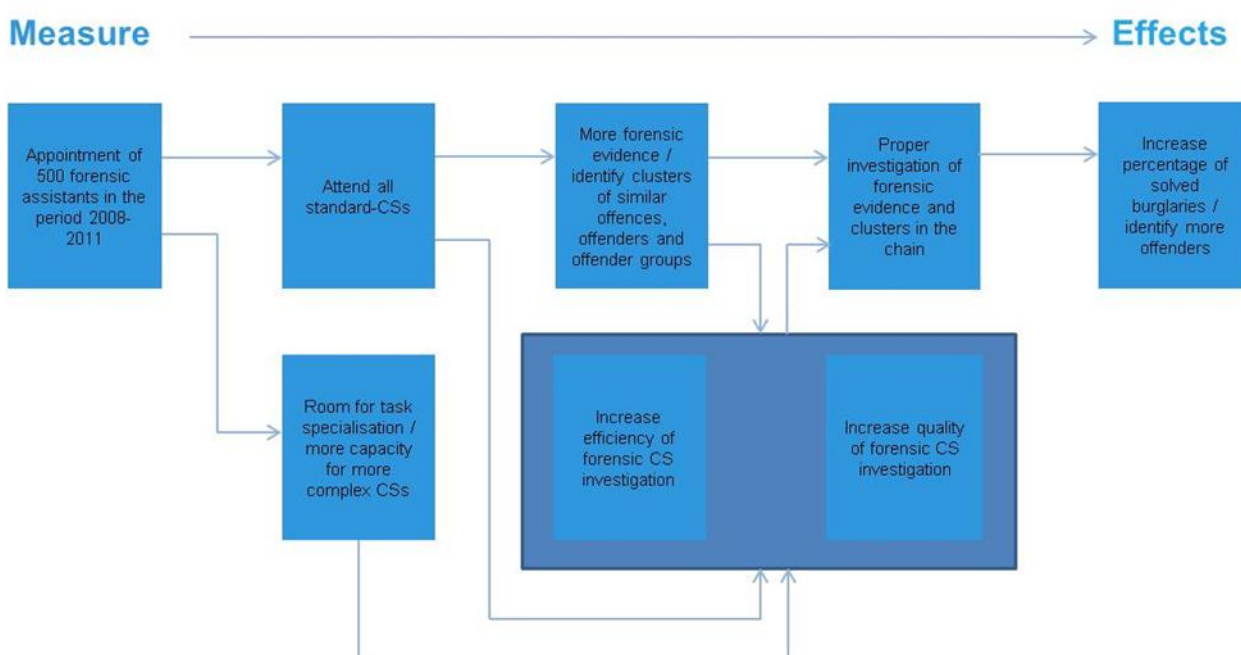 Measure
Effects
Appointment of
500 forensic
assistants in the
period 2008-
2011
Attend all
standard-CSs
More forensic
evidence /
identify clusters
of similar
offences,
offenders and
offender groups
Proper
investigation of
forensic
evidence and
clusters in the
chain
Increase
percentage of
solved
burglaries /
identify more
offenders
Room for task
specialisation /
more capacity
for more
complex CSs
Increase
efficiency of
forensic CS
investigation
Increase quality
of forensic CS
investigation